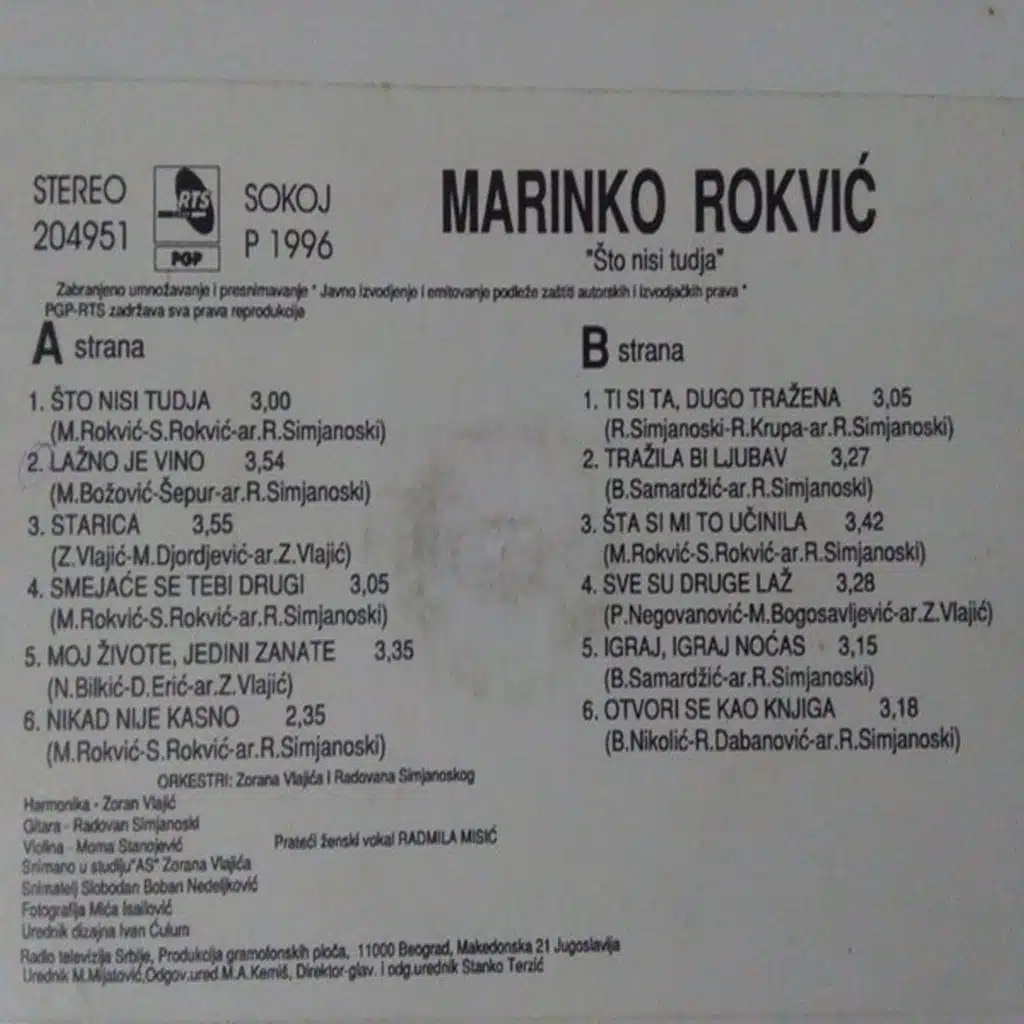 STEREO
204951
RTS
PGP
SOKOJ
P 1996
MARINKO ROKVIĆ
"Što nisi tudja"
Zabranjeno umnožavanje i presnimavanje * Javno izvodjenje i emitovanje podleže zaštiti autorskih i izvodjačkih prava *
PGP-RTS zadržava sva prava reprodukcije
A strana
1. ŠTO NISI TUDJA 3,00
(M.Rokvić-S.Rokvić-ar.R.Simjanoski)
2. LAŽNO JE VINO 3,54
(M.Božović-Šepur-ar.R.Simjanoski)
3. STARICA 3,55
(Z.Vlajić-M.Djordjević-ar.Z.Vlajić)
4. SMEJAĆE SE TEBI DRUGI 3,05
(M.Rokvić-S.Rokvić-ar.R.Simjanoski)
5. MOJ ŽIVOTE, JEDINI ZANATE 3,35
(N.Bilkić-D.Erić-ar.Z.Vlajić)
6. NIKAD NIJE KASNO 2,35
(M.Rokvić-S.Rokvić-ar.R.Simjanoski)
B strana
1. TI SI TA, DUGO TRAŽENA 3,05
(R.Simjanoski-R.Krupa-ar.R.Simjanoski)
2. TRAŽILA BI LJUBAV 3,27
(B.Samardžić-ar.R.Simjanoski)
3. ŠTA SI MI TO UČINILA 3,42
(M.Rokvić-S.Rokvić-ar.R.Simjanoski)
4. SVE SU DRUGE LAŽ 3,28
(P.Negovanović-M.Bogosavljević-ar.Z.Vlajić)
5. IGRAJ, IGRAJ NOĆAS 3,15
(B.Samardžić-ar.R.Simjanoski)
6. OTVORI SE KAO KNJIGA 3,18
(B.Nikolić-R.Dabanović-ar.R.Simjanoski)
ORKESTRI: Zorana Vlajića i Radovana Simjanoskog
Harmonika - Zoran Vlajić
Gitara - Radovan Simjanoski
Violina - Moma Stanojević
Prateći ženski vokal RADMILA MISIĆ
Snimano u studiju"AS" Zorana Vlajića
Snimatelj Slobodan Boban Nedeljković
Fotografija Mića Isailović
Urednik dizajna Ivan Ćulum
Radio televizija Srbije, Produkcija gramofonskih ploča, 11000 Beograd, Makedonska 21 Jugoslavija
Urednik M.Mijatović,Odgov.ured.M.A.Kemiš, Direktor-glav. i odg.urednik Stanko Terzić